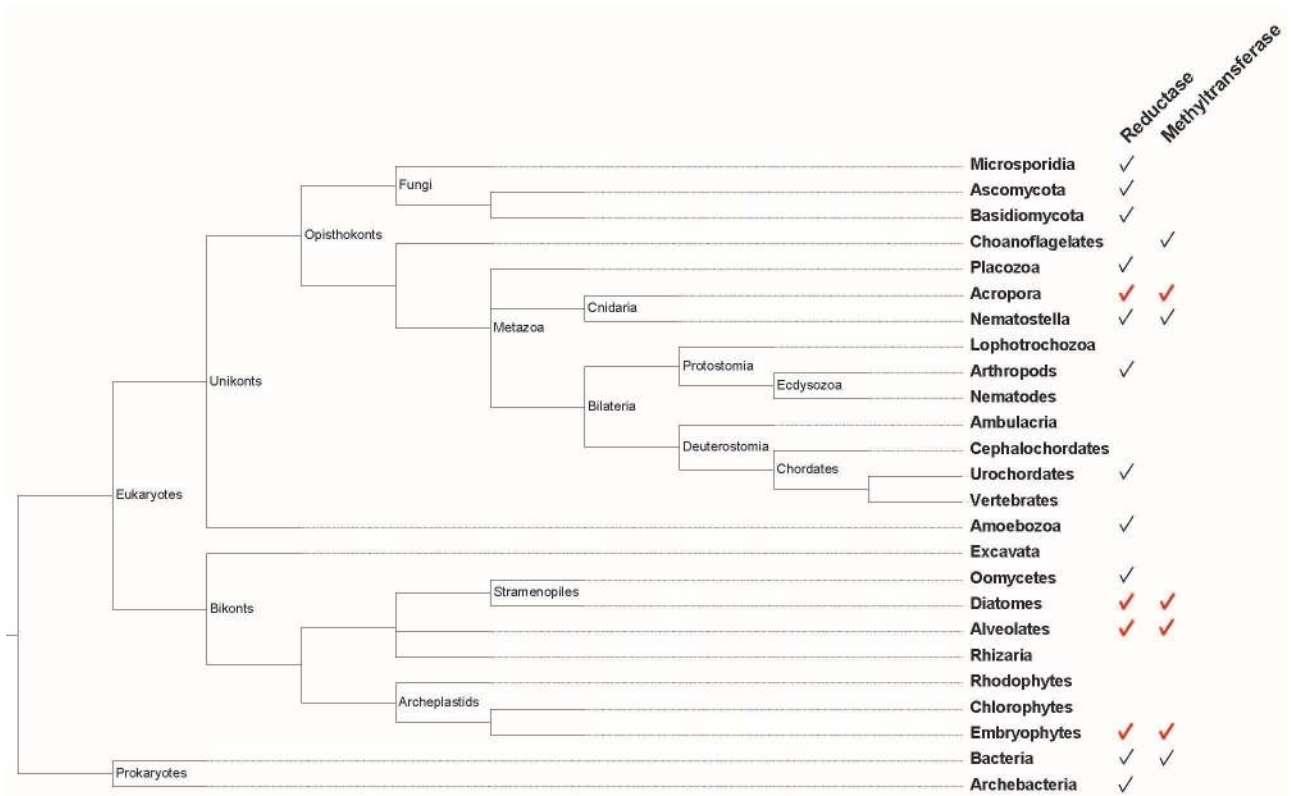 Reductase
Methyltransferase
Microsporidia ✓
Fungi
Ascomycota ✓
Basidiomycota ✓
Opisthokonts
Choanoflagelates ✓
Placozoa ✓
Acropora ✓ ✓
Cnidaria
Nematostella ✓ ✓
Metazoa
Lophotrochozoa
Protostomia
Arthropods ✓
Unikonts
Ecdysozoa
Nematodes
Bilateria
Ambulacria
Deuterostomia
Cephalochordates
Chordates
Urochordates ✓
Eukaryotes
Vertebrates
Amoebozoa ✓
Excavata
Oomycetes ✓
Stramenopiles
Diatomes ✓ ✓
Bikonts
Alveolates ✓ ✓
Rhizaria
Rhodophytes
Archeplastids
Chlorophytes
Embryophytes ✓ ✓
Bacteria ✓ ✓
Prokaryotes
Archebacteria ✓